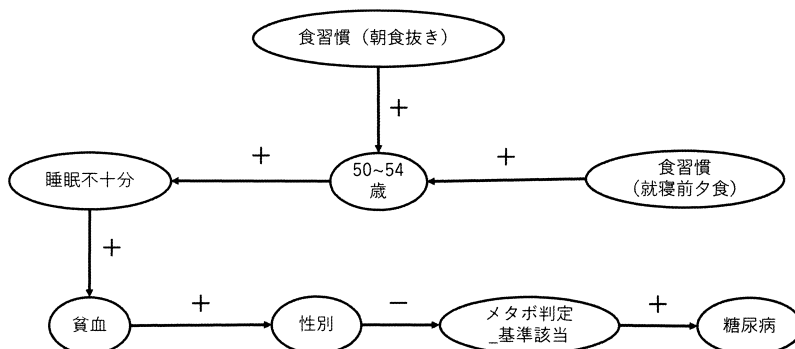 食習慣（朝食抜き）
+
睡眠不十分
+
50~54
歳
+
食習慣
（就寝前夕食）
+
貧血
+
性別
−
メタボ判定
_基準該当
+
糖尿病